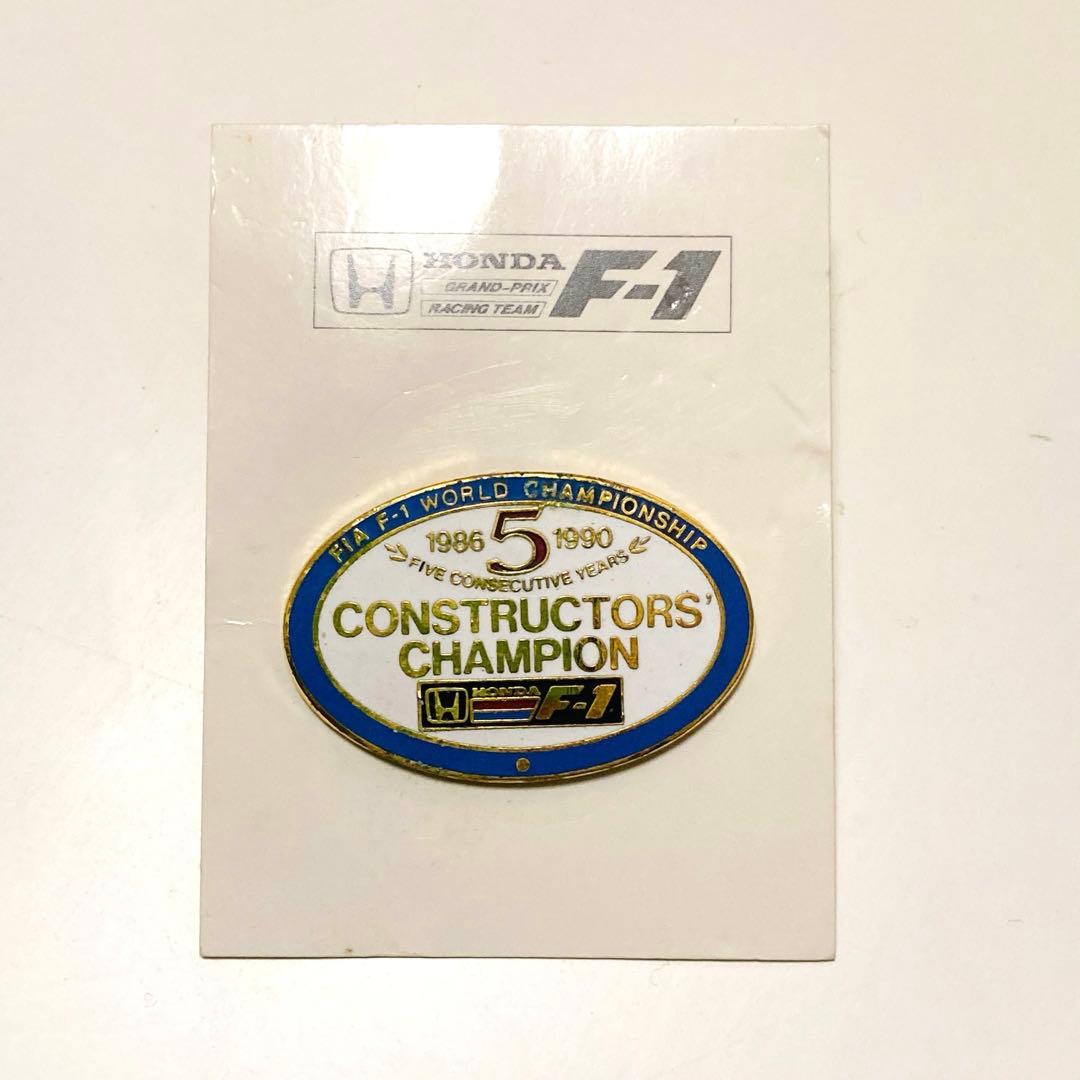 HONDA
GRAND-PRIX
RACING TEAM
F-1
FIA F-1 WORLD CHAMPIONSHIP
1986 5 1990
FIVE CONSECUTIVE YEARS
CONSTRUCTORS'
CHAMPION
HONDA F-1